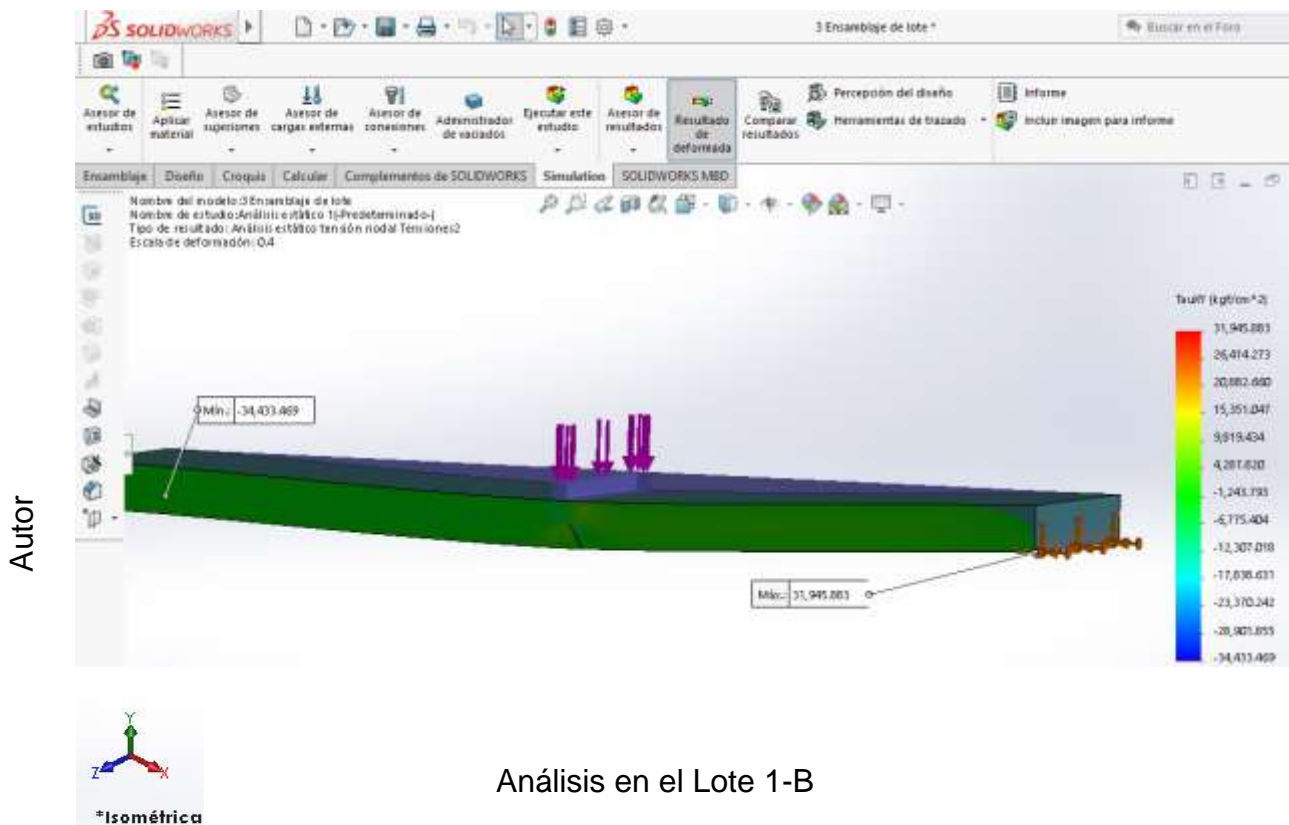 SOLIDWORKS
3 Ensamblaje de lote *
Buscar en el Foro
Asesor de estudios
Aplicar material
Asesor de sujeciones
Asesor de cargas externas
Asesor de conexiones
Administrador de vaciados
Ejecutar este estudio
Asesor de resultados
Resultado de deformada
Comparar resultados
Percepción del diseño
Herramientas de trazado
Informe
Incluir imagen para informe
Ensamblaje Diseño Croquis Calcular Complementos de SOLIDWORKS Simulation SOLIDWORKS MBD
Nombre del modelo:3 Ensamblaje de lote
Nombre de estudio:Análisis estático 1(-Predeterminado-)
Tipo de resultado: Análisis estático tensión nodal Tensiones2
Escala de deformación: 0.4
(kgf/cm^2)
31,945.883
26,414.273
20,882.660
15,351.047
9,819.434
4,287.820
-1,243.793
-6,775.404
-12,307.018
-17,838.631
-23,370.242
-28,901.855
-34,433.469
Mín.: -34,433.469
Máx.: 31,945.883
Autor
Y
Z
X
*Isométrica
Análisis en el Lote 1-B